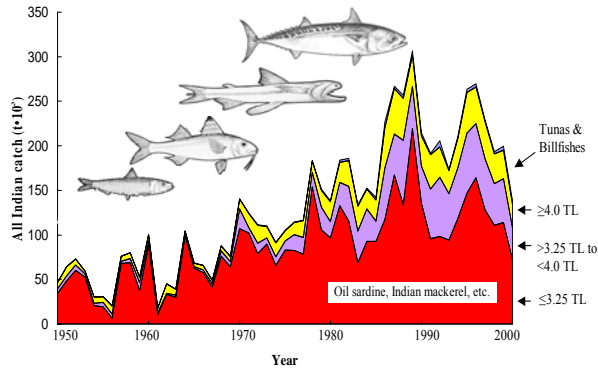 All Indian catch (t•10³)
350
300
250
200
150
100
50
0
1950
1960
1970
1980
1990
2000
Year
Oil sardine, Indian mackerel, etc.
Tunas &
Billfishes
≥4.0 TL
>3.25 TL to
<4.0 TL
≤3.25 TL